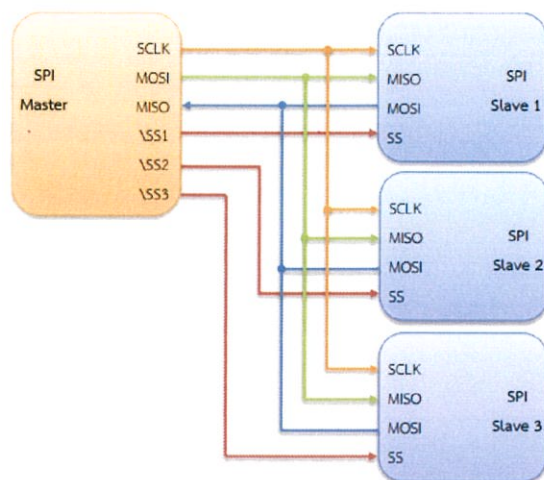 SPI
Master
SCLK
MOSI
MISO
\SS1
\SS2
\SS3
SCLK
MISO
MOSI
SS
SPI
Slave 1
SCLK
MISO
MOSI
SS
SPI
Slave 2
SCLK
MISO
MOSI
SS
SPI
Slave 3